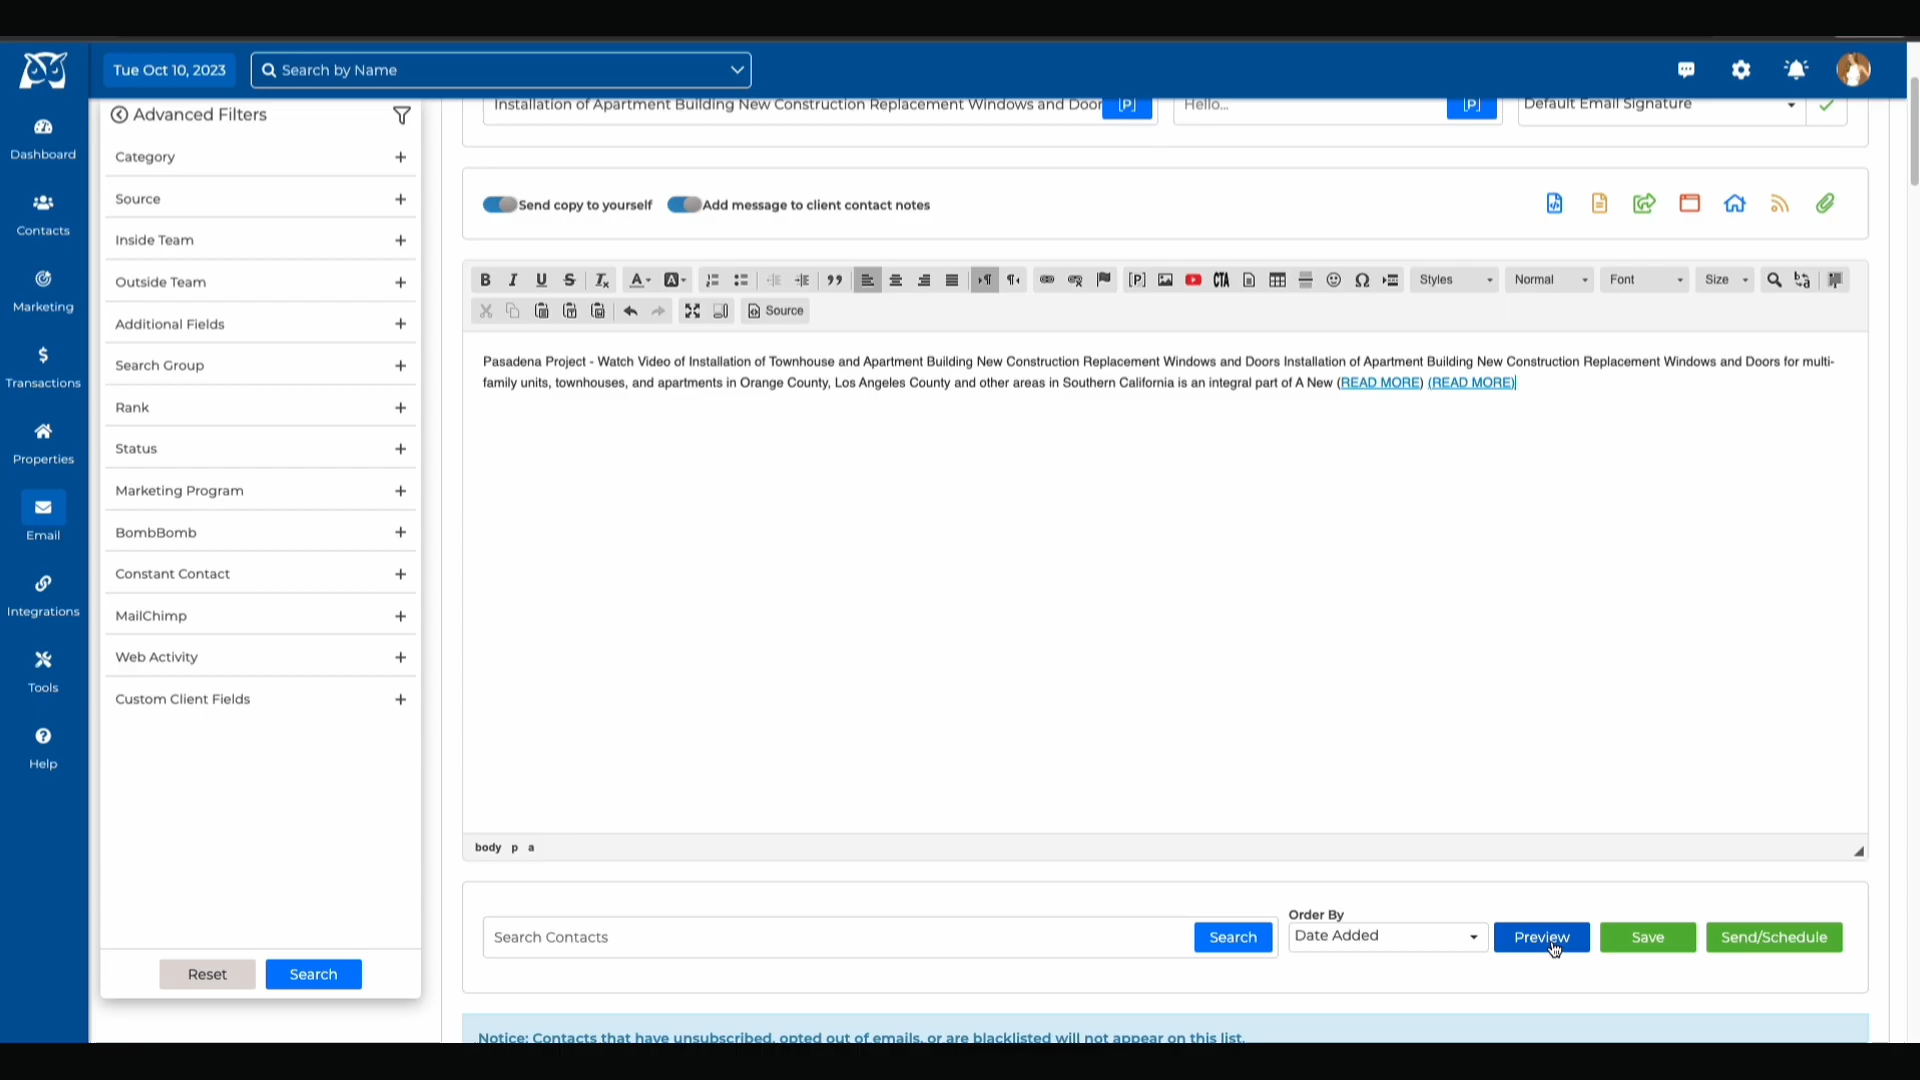 Tue Oct 10, 2023
Search by Name
Dashboard
Contacts
Marketing
$
Transactions
Properties
Email
Integrations
Tools
?
Help
Advanced Filters
Category +
Source +
Inside Team +
Outside Team +
Additional Fields +
Search Group +
Rank +
Status +
Marketing Program +
BombBomb +
Constant Contact +
MailChimp +
Web Activity +
Custom Client Fields +
Reset Search
Installation of Apartment Building New Construction Replacement Windows and Door [P] Hello... [P] Default Email Signature
Send copy to yourself Add message to client contact notes
B I U S Tx A A [P] CTA Ω Styles Normal Font Size
Source
Pasadena Project - Watch Video of Installation of Townhouse and Apartment Building New Construction Replacement Windows and Doors Installation of Apartment Building New Construction Replacement Windows and Doors for multi-
family units, townhouses, and apartments in Orange County, Los Angeles County and other areas in Southern California is an integral part of A New (READ MORE) (READ MORE)
body p a
Order By
Search Contacts Search Date Added Preview Save Send/Schedule
Notice: Contacts that have unsubscribed, opted out of emails, or are blacklisted will not appear on this list.